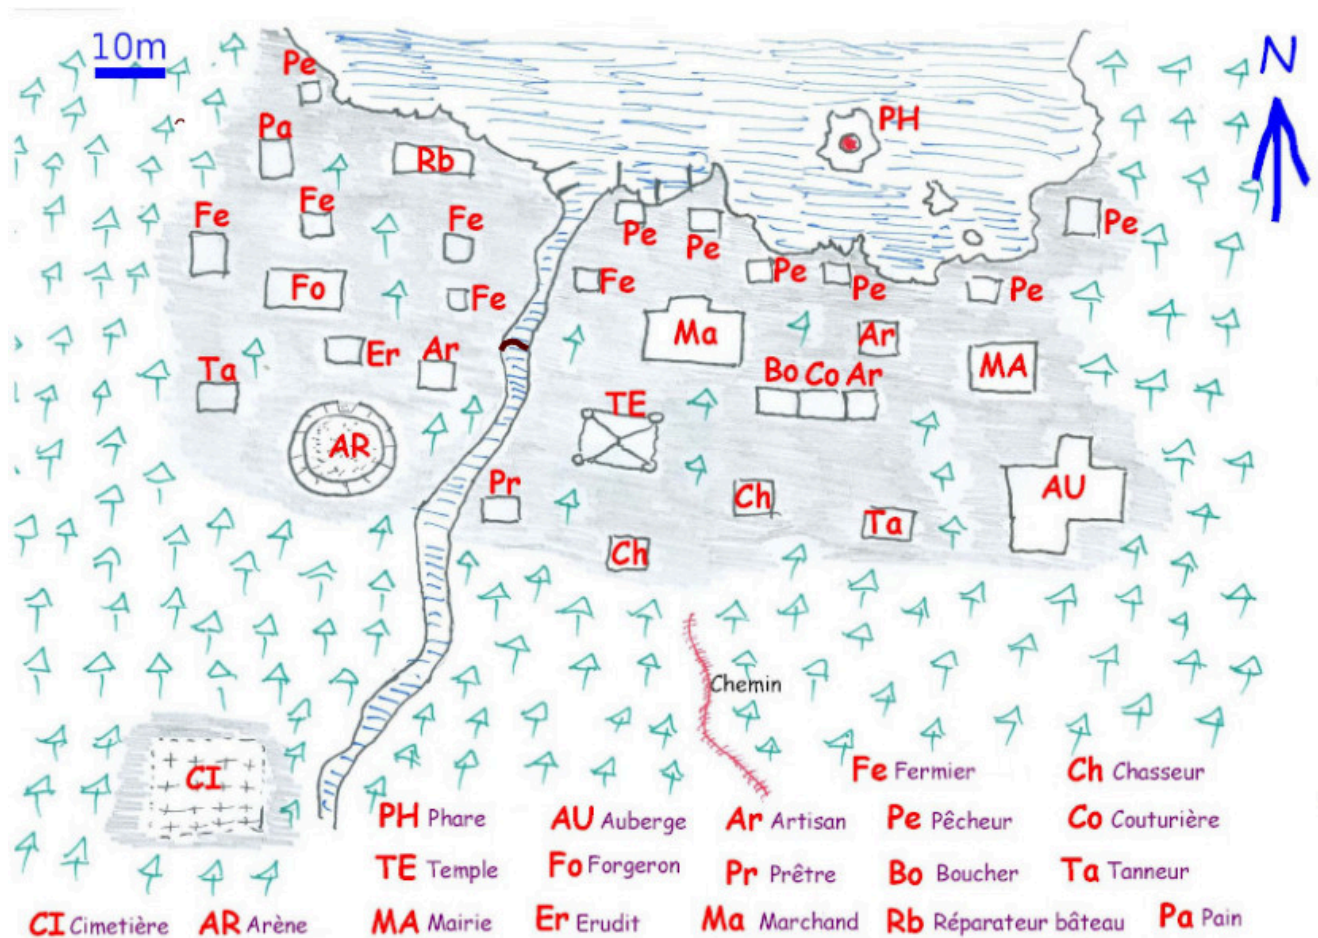 10m
N
Pe
PH
Pa
Rb
Fe
Fe
Fe
Pe
Pe
Pe
Fo
Fe
Fe
Pe
Pe
Pe
Ma
Ar
Er
Ar
MA
Ta
Bo Co Ar
TE
AR
Pr
Ch
AU
Ta
Ch
Chemin
CI
Fe Fermier
Ch Chasseur
PH Phare
AU Auberge
Ar Artisan
Pe Pêcheur
Co Couturière
TE Temple
Fo Forgeron
Pr Prêtre
Bo Boucher
Ta Tanneur
CI Cimetière
AR Arène
MA Mairie
Er Erudit
Ma Marchand
Rb Réparateur bâteau
Pa Pain